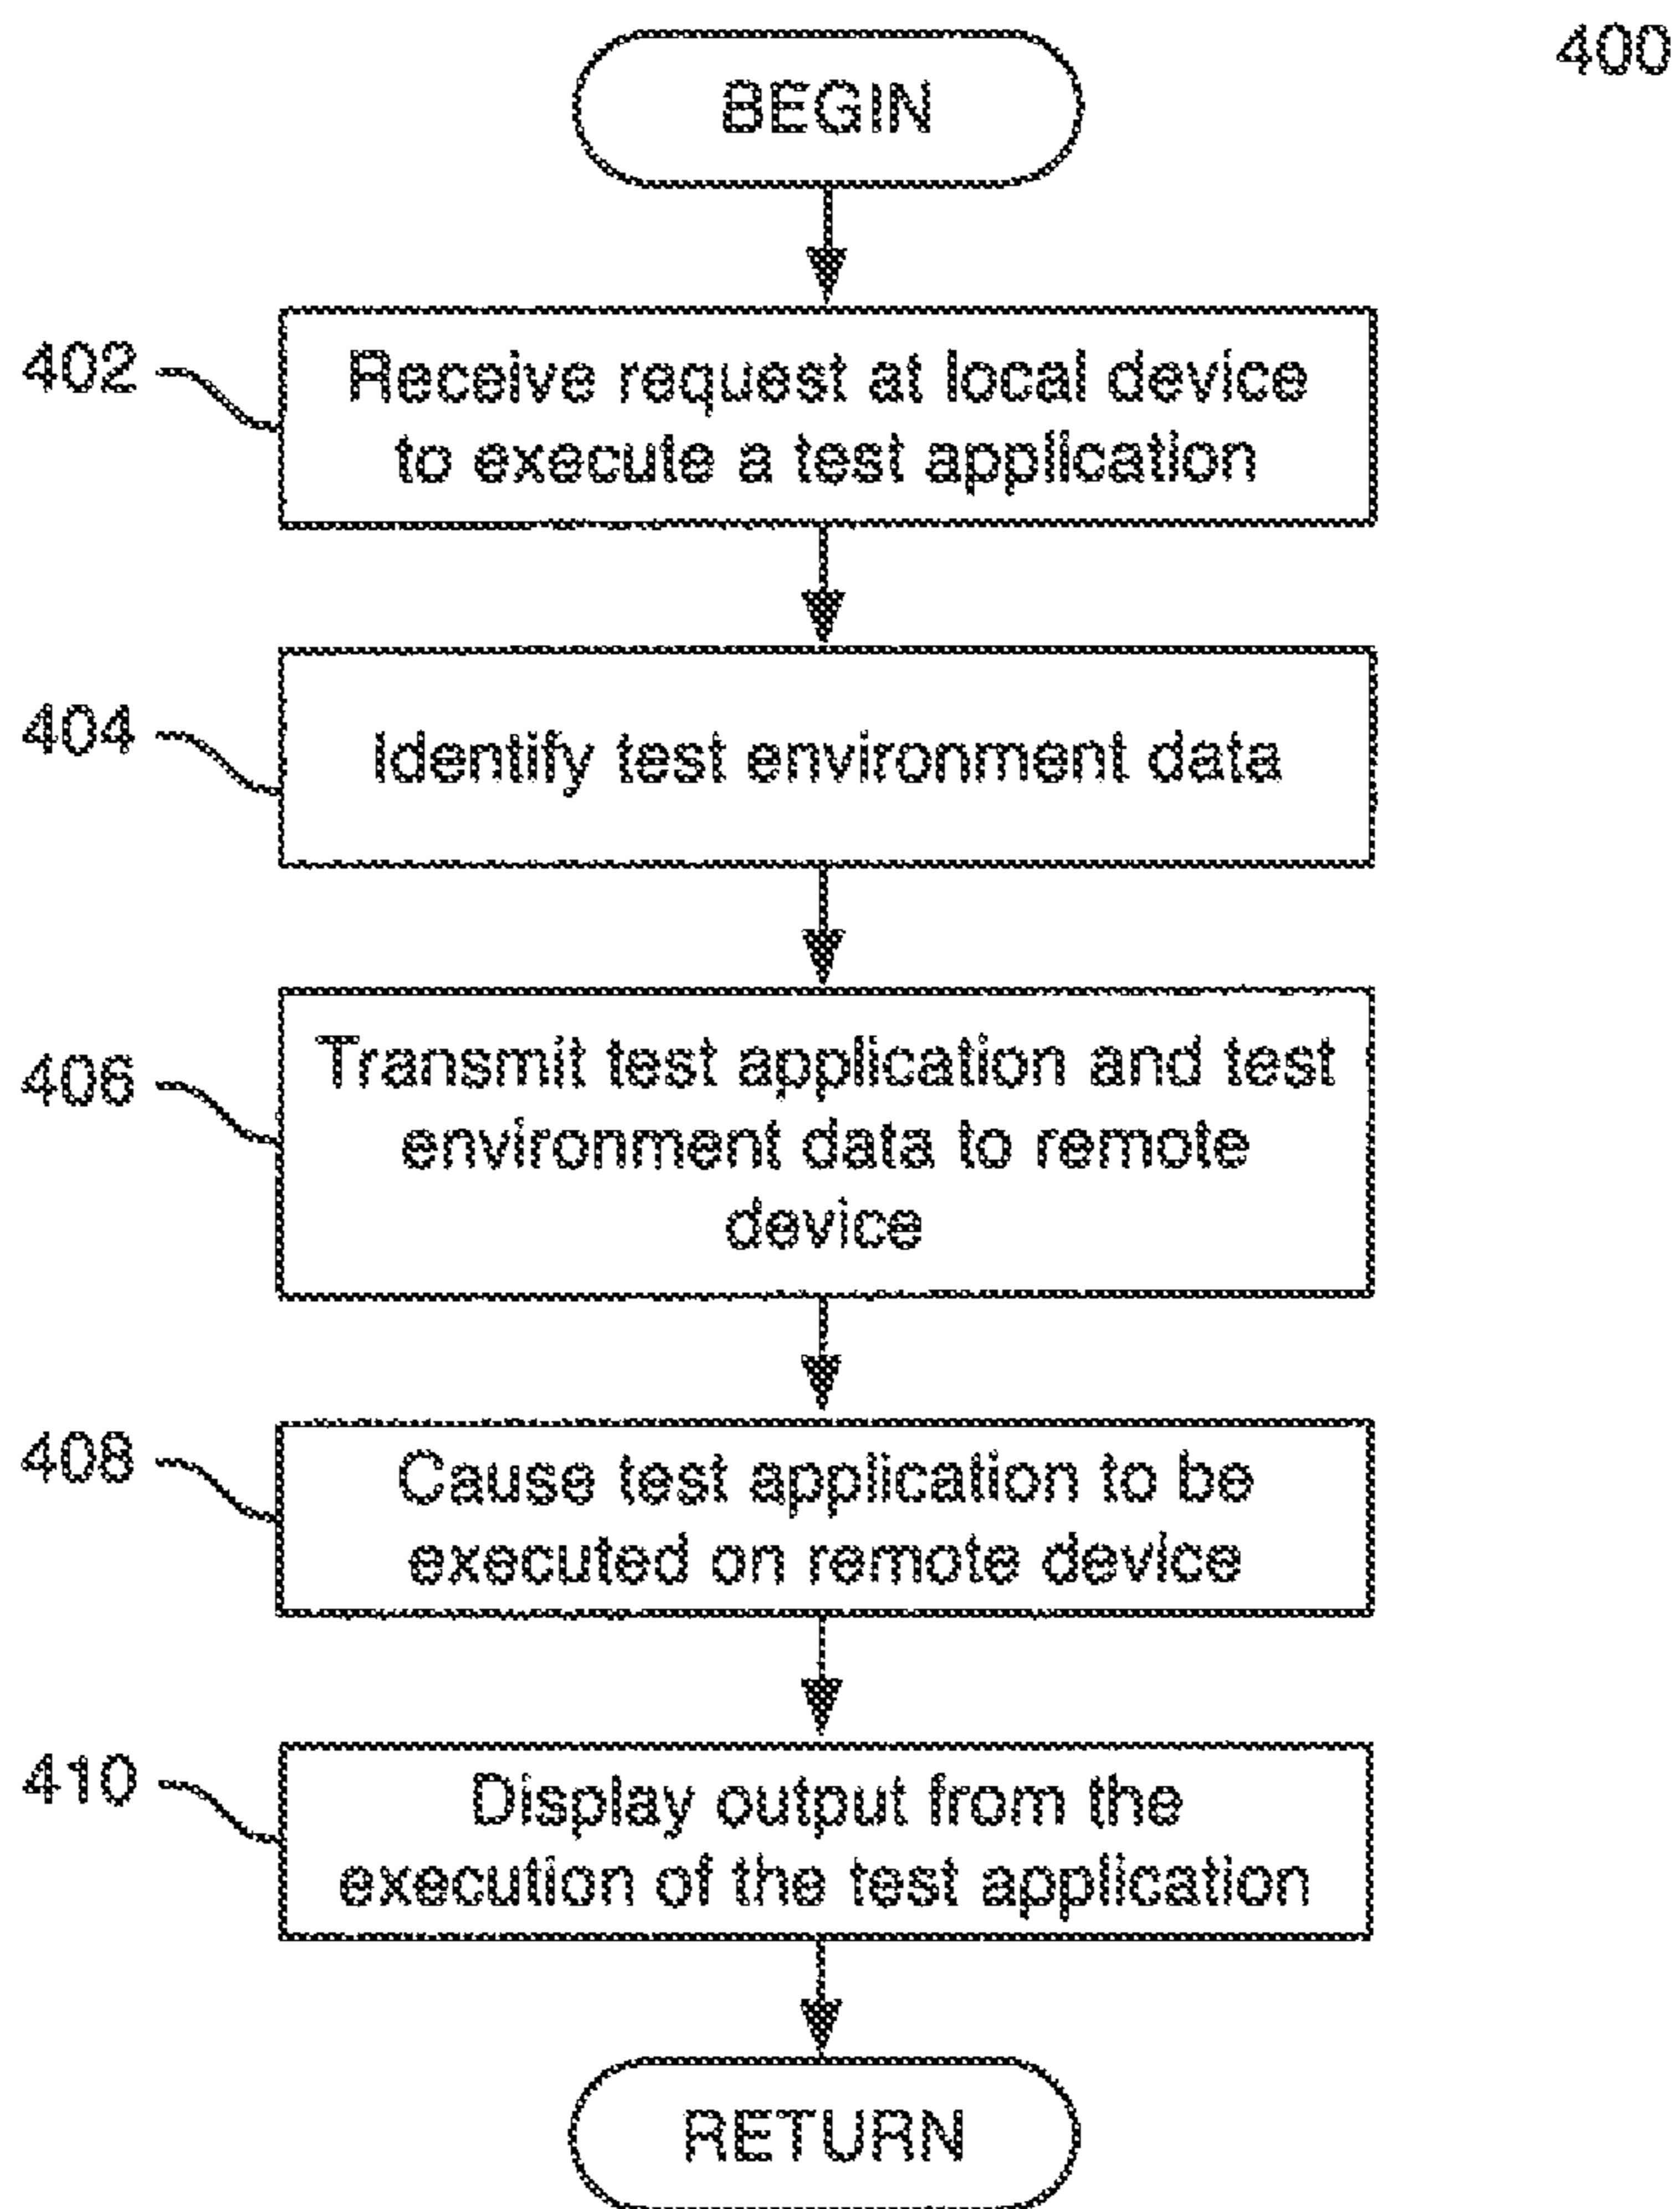 400
BEGIN
402
Receive request at local device
to execute a test application
404
Identify test environment data
406
Transmit test application and test
environment data to remote
device
408
Cause test application to be
executed on remote device
410
Display output from the
execution of the test application
RETURN